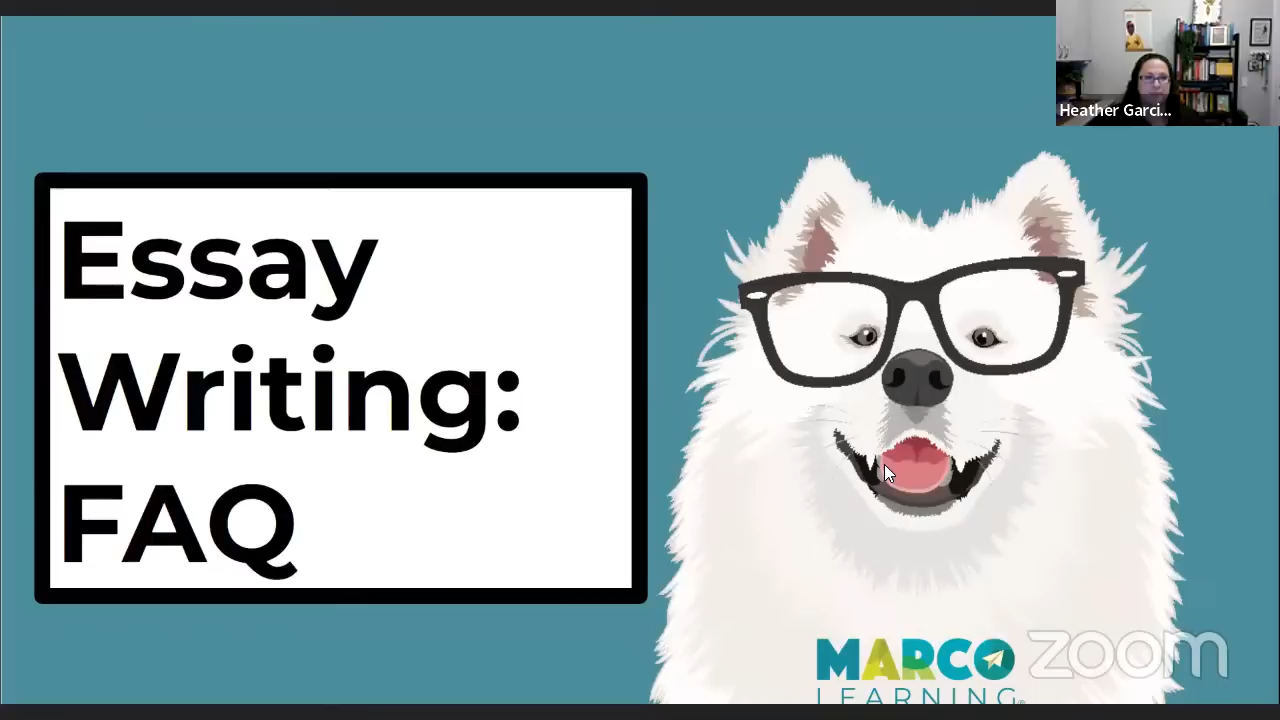 Heather Garci...
Essay
Writing:
FAQ
MARCO
LEARNING
zoom